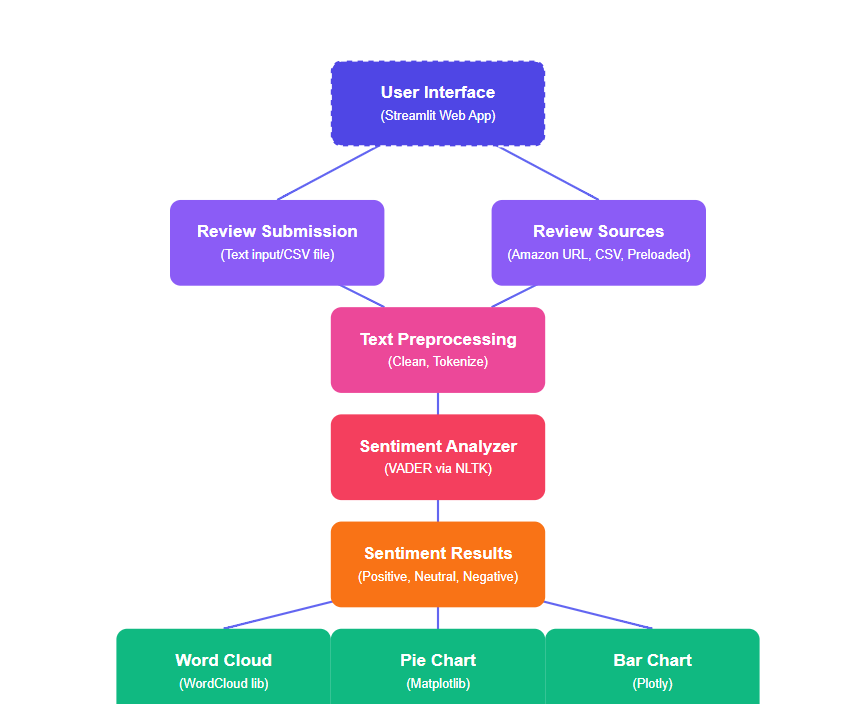 User Interface
(Streamlit Web App)
Review Submission
(Text input/CSV file)
Review Sources
(Amazon URL, CSV, Preloaded)
Text Preprocessing
(Clean, Tokenize)
Sentiment Analyzer
(VADER via NLTK)
Sentiment Results
(Positive, Neutral, Negative)
Word Cloud
(WordCloud lib)
Pie Chart
(Matplotlib)
Bar Chart
(Plotly)